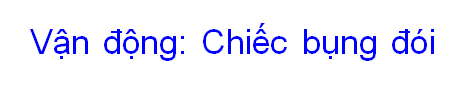 Vận động: Chiếc bụng đói